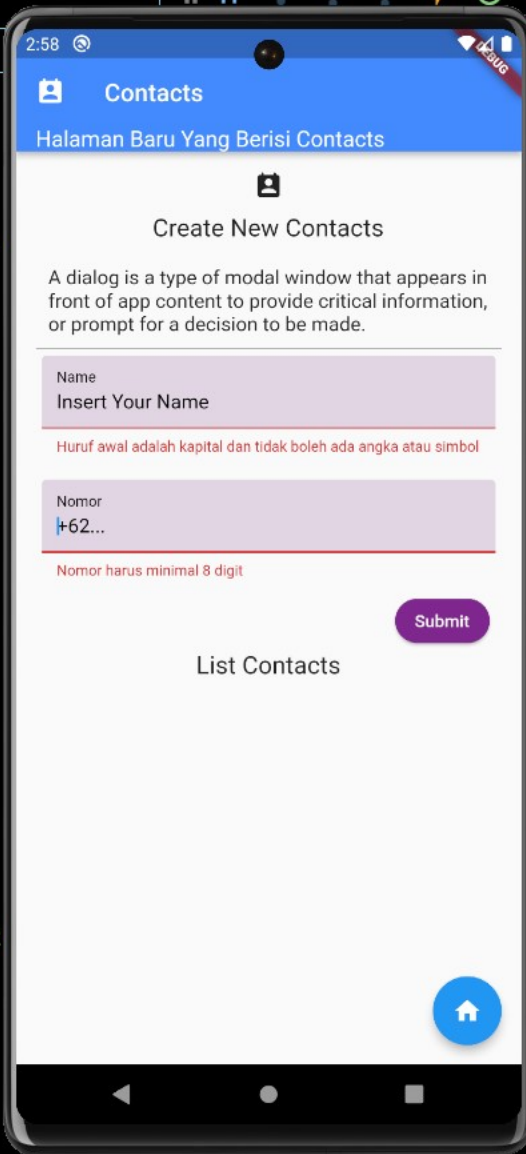 2:58
DEBUG
Contacts
Halaman Baru Yang Berisi Contacts
Create New Contacts
A dialog is a type of modal window that appears in
front of app content to provide critical information,
or prompt for a decision to be made.
Name
Insert Your Name
Huruf awal adalah kapital dan tidak boleh ada angka atau simbol
Nomor
+62...
Nomor harus minimal 8 digit
Submit
List Contacts